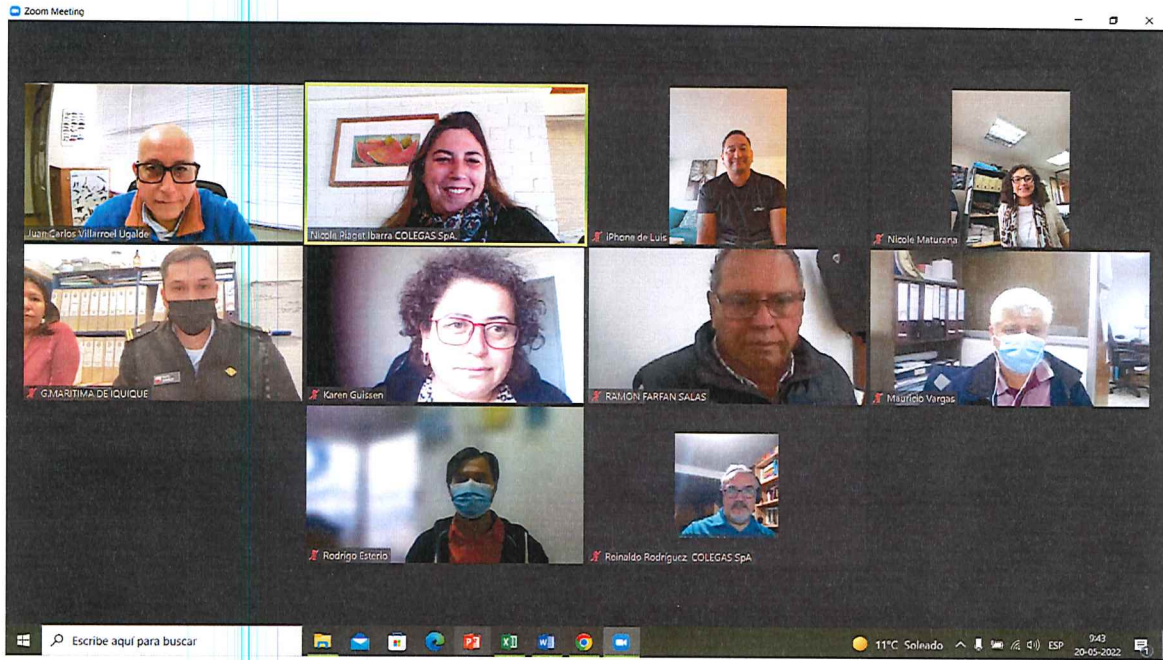 Zoom Meeting
Juan Carlos Villarroel Ugalde
Nicole Piaget Ibarra COLEGAS SpA.
iPhone de Luis
Nicole Maturana
G.MARITIMA DE IQUIQUE
Karen Guissen
RAMON FARFAN SALAS
Mauricio Vargas
Rodrigo Esterio
Reinaldo Rodriguez COLEGAS SpA
Escribe aquí para buscar
11°C Soleado
ESP
9:43
20-05-2022
1